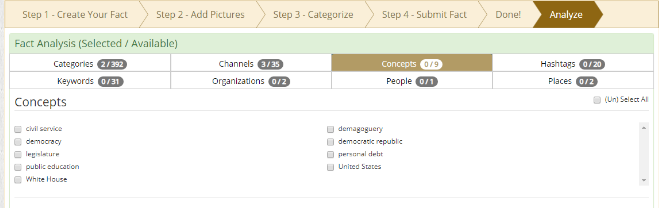 Step 1 - Create Your Fact Step 2 - Add Pictures Step 3 - Categorize Step 4 - Submit Fact Done! Analyze
Fact Analysis (Selected / Available)
Categories 2 / 392 Channels 3 / 35 Concepts 0 / 9 Hashtags 0 / 20
Keywords 0 / 31 Organizations 0 / 2 People 0 / 1 Places 0 / 2
Concepts (Un) Select All
civil service demagoguery
democracy democratic republic
legislature personal debt
public education United States
White House